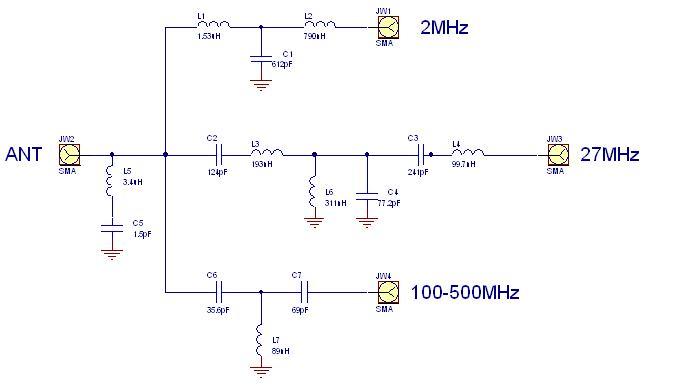 L1
1.53uH
L2
790nH
JW1
SMA
2MHz
C1
612pF
ANT
JW2
SMA
C2
124pF
L3
193nH
C3
241pF
L4
99.7nH
JW3
SMA
27MHz
L5
3.4nH
C5
1.5pF
L6
311nH
C4
77.2pF
C6
35.6pF
C7
69pF
JW4
SMA
100-500MHz
L7
89nH